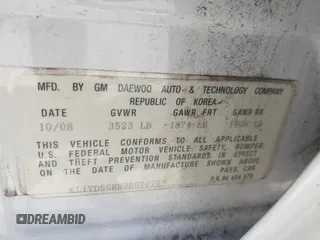 MFD. BY GM DAEWOO AUTO & TECHNOLOGY COMPANY
REPUBLIC OF KOREA
DATE GVWR GAWR FRT GAWR RR
10/08 3523 LB 1874 LB
THIS VEHICLE CONFORMS TO ALL APPLICABLE
U.S. FEDERAL MOTOR VEHICLE SAFETY, BUMPER,
AND THEFT PREVENTION STANDARDS IN EFFECT
ON THE DATE OF MANUFACTURE SHOWN ABOVE
PASS. CAR
DREAMBID